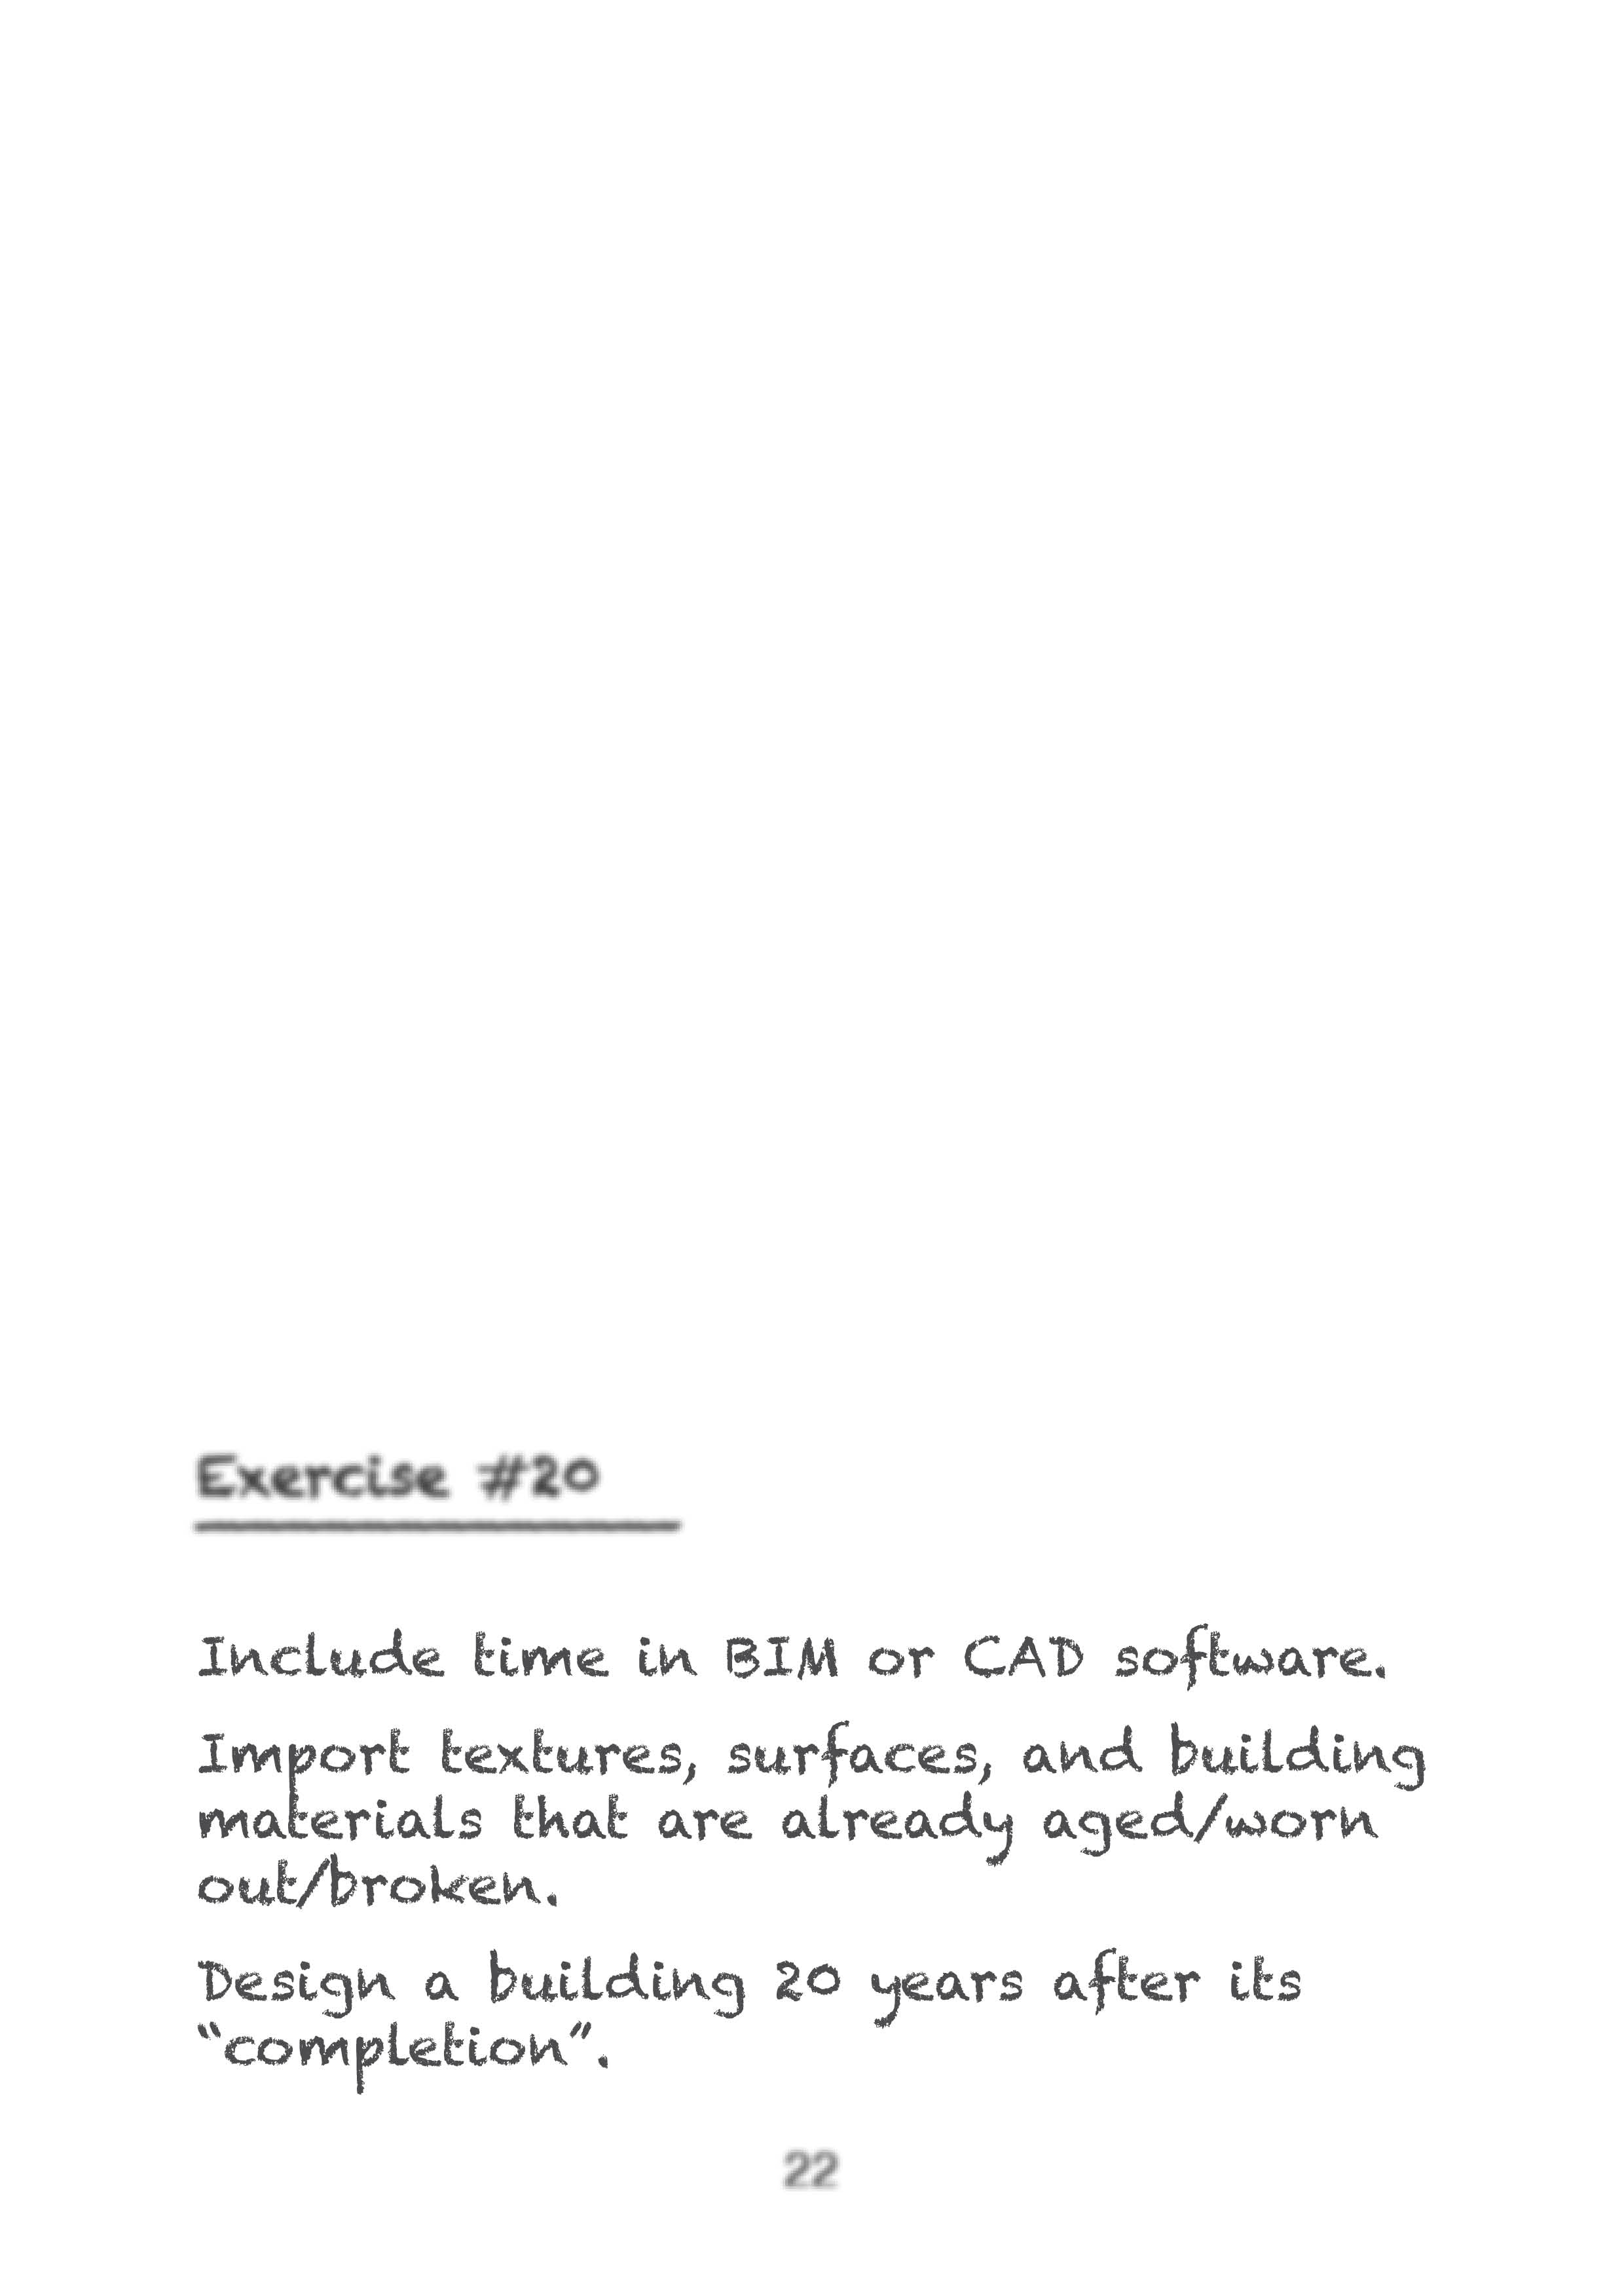 Exercise #20
Include time in BIM or CAD software.
Import textures, surfaces, and building
materials that are already aged/worn
out/broken.
Design a building 20 years after its
“completion”.
22